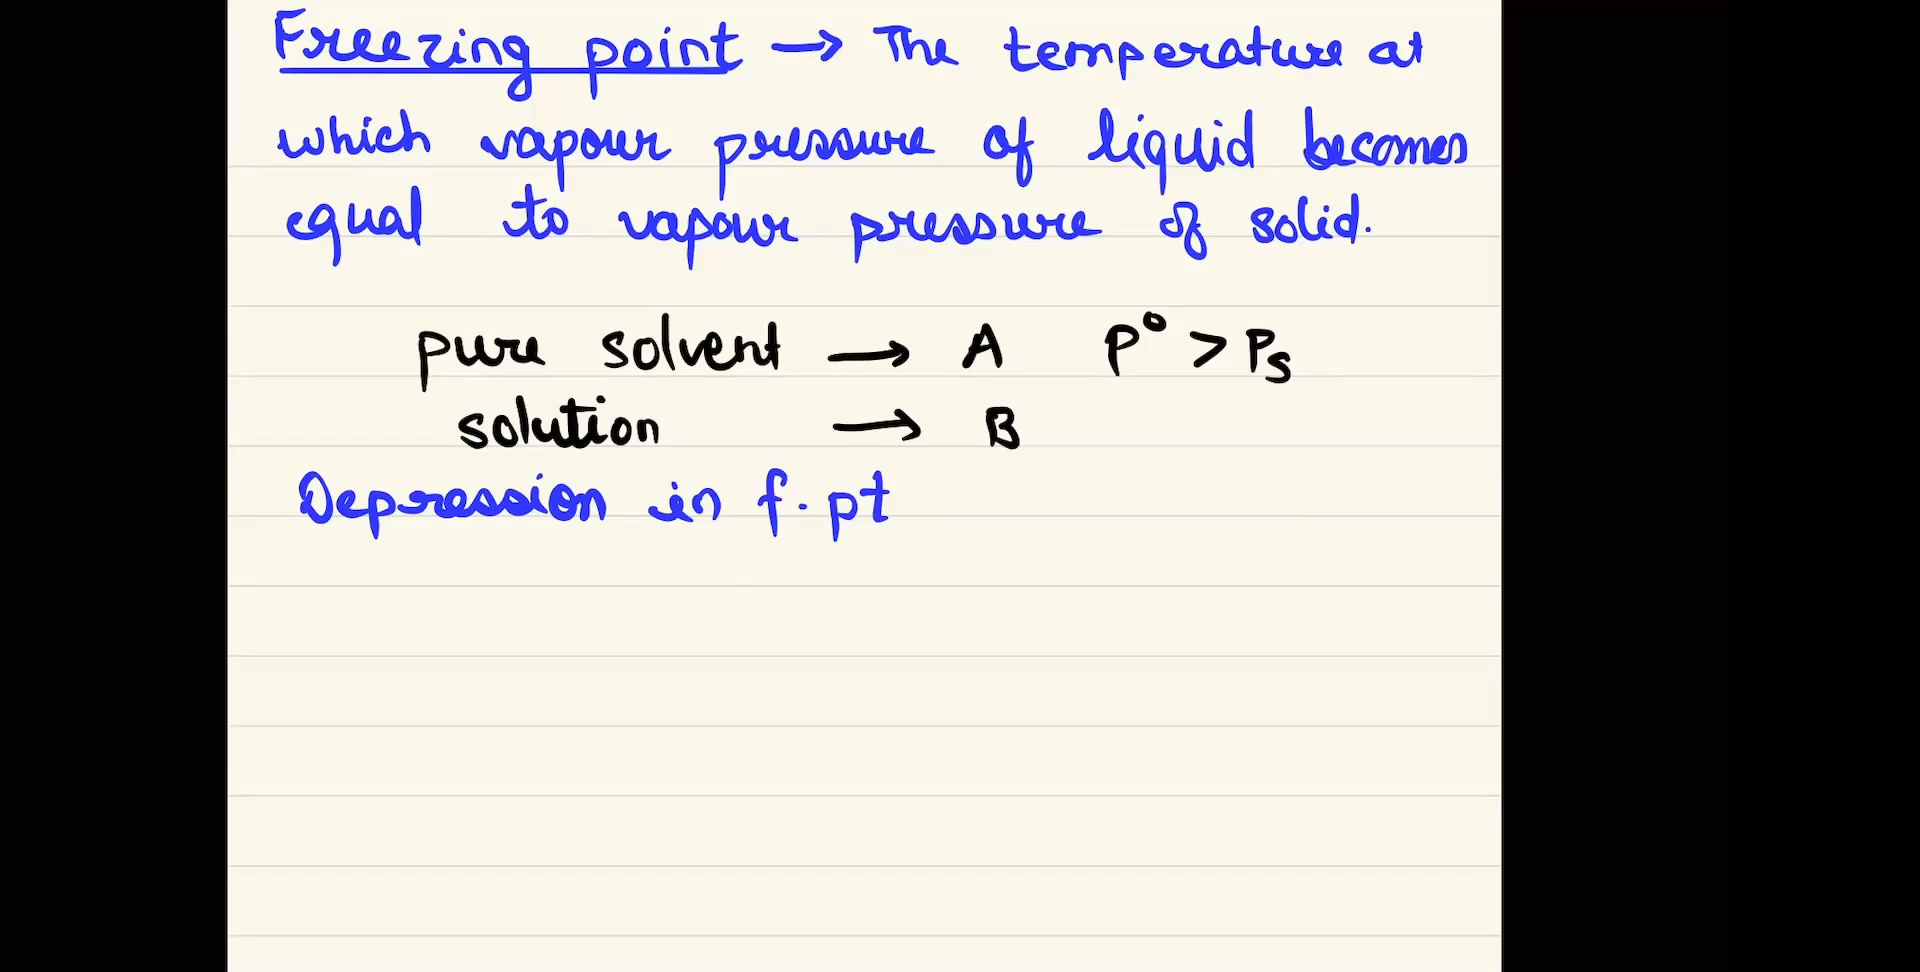 Freezing point → The temperature at
which vapour pressure of liquid becomes
equal to vapour pressure of solid.
pure solvent → A P° > Ps
solution → B
Depression in f.pt